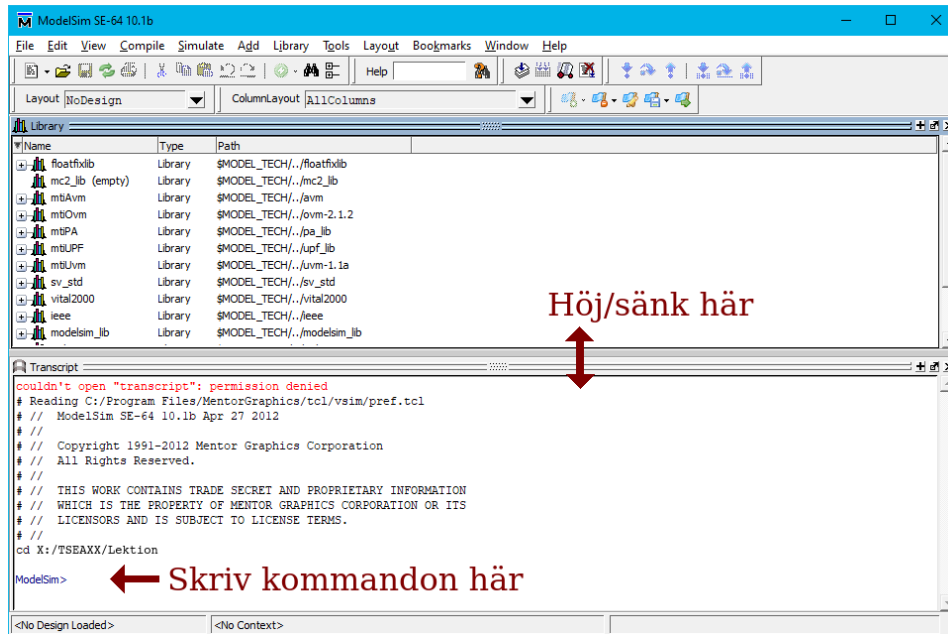 ModelSim SE-64 10.1b
File Edit View Compile Simulate Add Library Tools Layout Bookmarks Window Help
Help
Layout NoDesign ColumnLayout AllColumns
Library
Name Type Path
floatfixlib Library $MODEL_TECH/../floatfixlib
mc2_lib (empty) Library $MODEL_TECH/../mc2_lib
mtiAvm Library $MODEL_TECH/../avm
mtiOvm Library $MODEL_TECH/../ovm-2.1.2
mtiPA Library $MODEL_TECH/../pa_lib
mtiUPF Library $MODEL_TECH/../upf_lib
mtiUvm Library $MODEL_TECH/../uvm-1.1a
sv_std Library $MODEL_TECH/../sv_std
vital2000 Library $MODEL_TECH/../vital2000
ieee Library $MODEL_TECH/../ieee
modelsim_lib Library $MODEL_TECH/../modelsim_lib
Höj/sänk här
Transcript
couldn't open "transcript": permission denied
# Reading C:/Program Files/MentorGraphics/tcl/vsim/pref.tcl
# // ModelSim SE-64 10.1b Apr 27 2012
# //
# // Copyright 1991-2012 Mentor Graphics Corporation
# // All Rights Reserved.
# //
# // THIS WORK CONTAINS TRADE SECRET AND PROPRIETARY INFORMATION
# // WHICH IS THE PROPERTY OF MENTOR GRAPHICS CORPORATION OR ITS
# // LICENSORS AND IS SUBJECT TO LICENSE TERMS.
# //
cd X:/TSEAXX/Lektion
ModelSim> Skriv kommandon här
<No Design Loaded> <No Context>